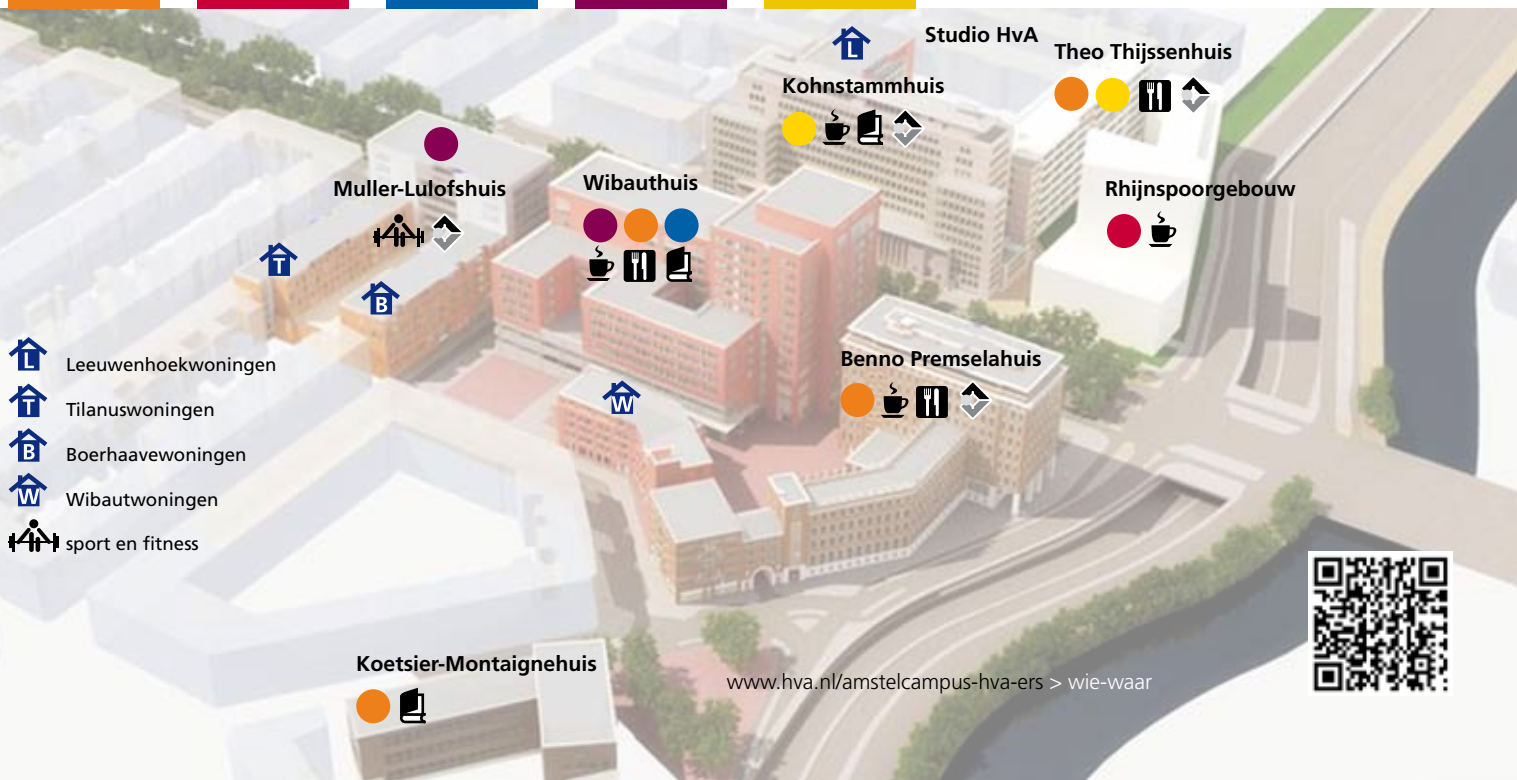 Studio HvA
Theo Thijssenhuis
L
Kohnstammhuis
Muller-Lulofshuis
Wibauthuis
Rhijnspoorgebouw
T
B
Benno Premselahuis
W
L Leeuwenhoekwoningen
T Tilanuswoningen
B Boerhaavewoningen
W Wibautwoningen
sport en fitness
Koetsier-Montaignehuis
www.hva.nl/amstelcampus-hva-ers > wie-waar